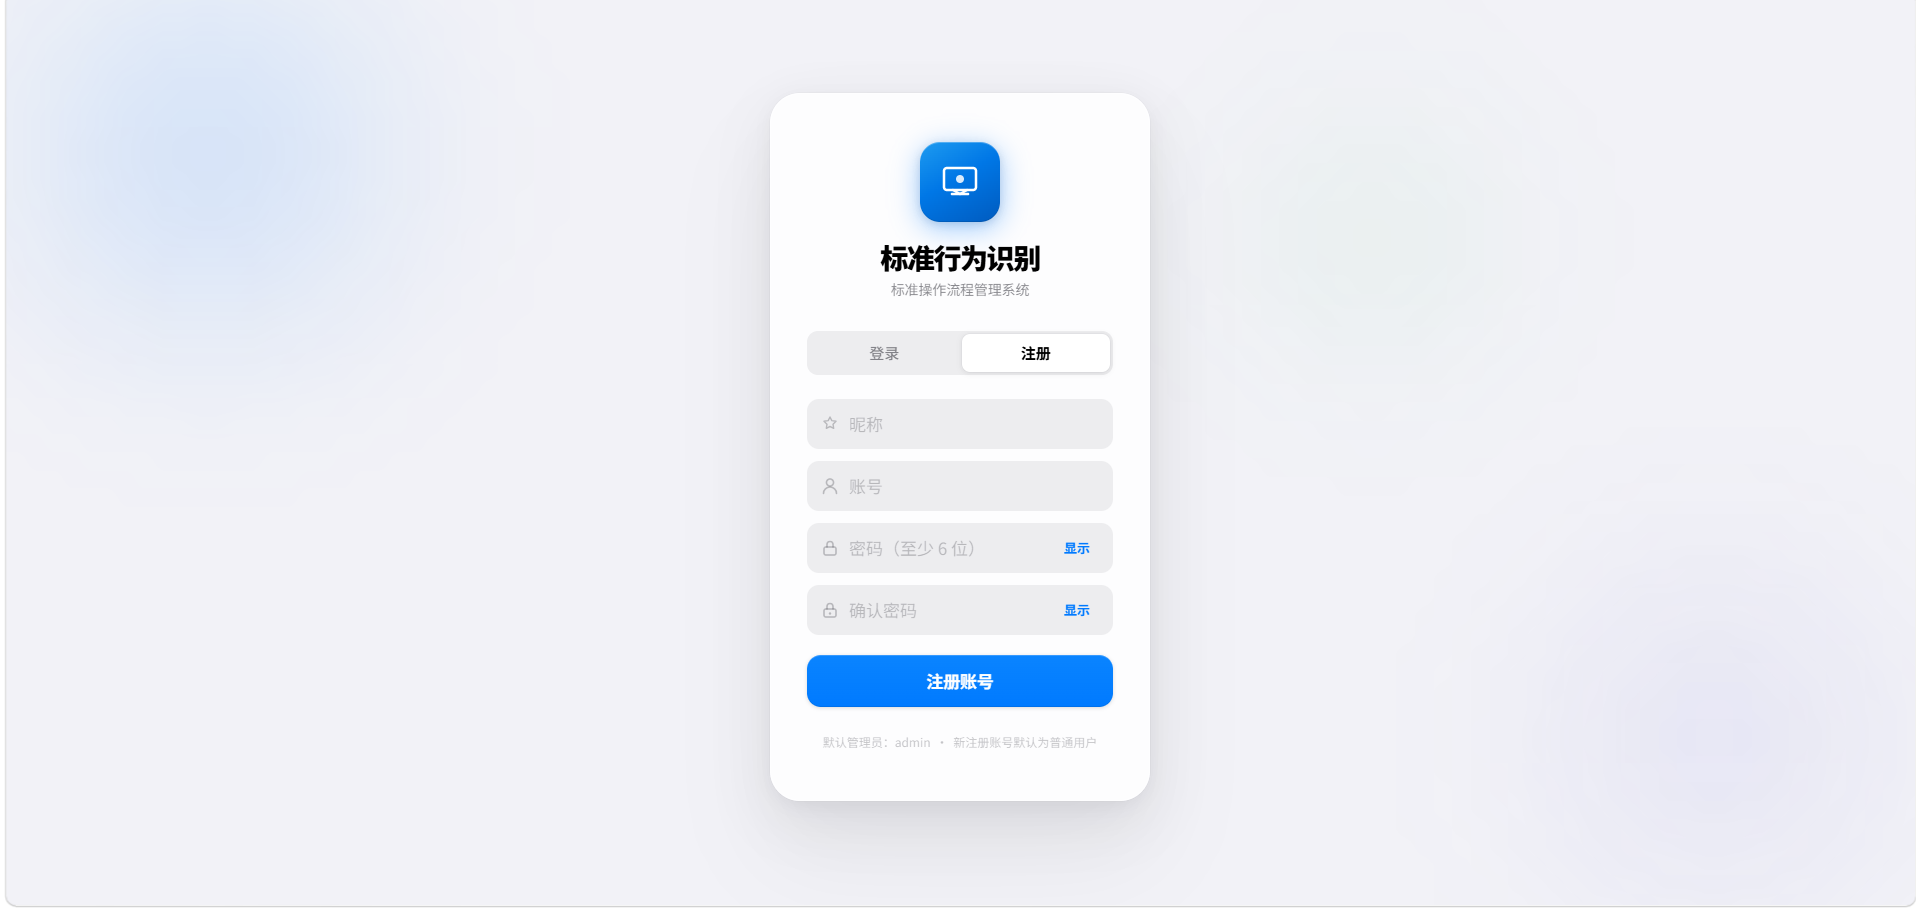 标准行为识别
标准操作流程管理系统
登录 注册
昵称
账号
密码（至少 6 位） 显示
确认密码 显示
注册账号
默认管理员：admin · 新注册账号默认为普通用户